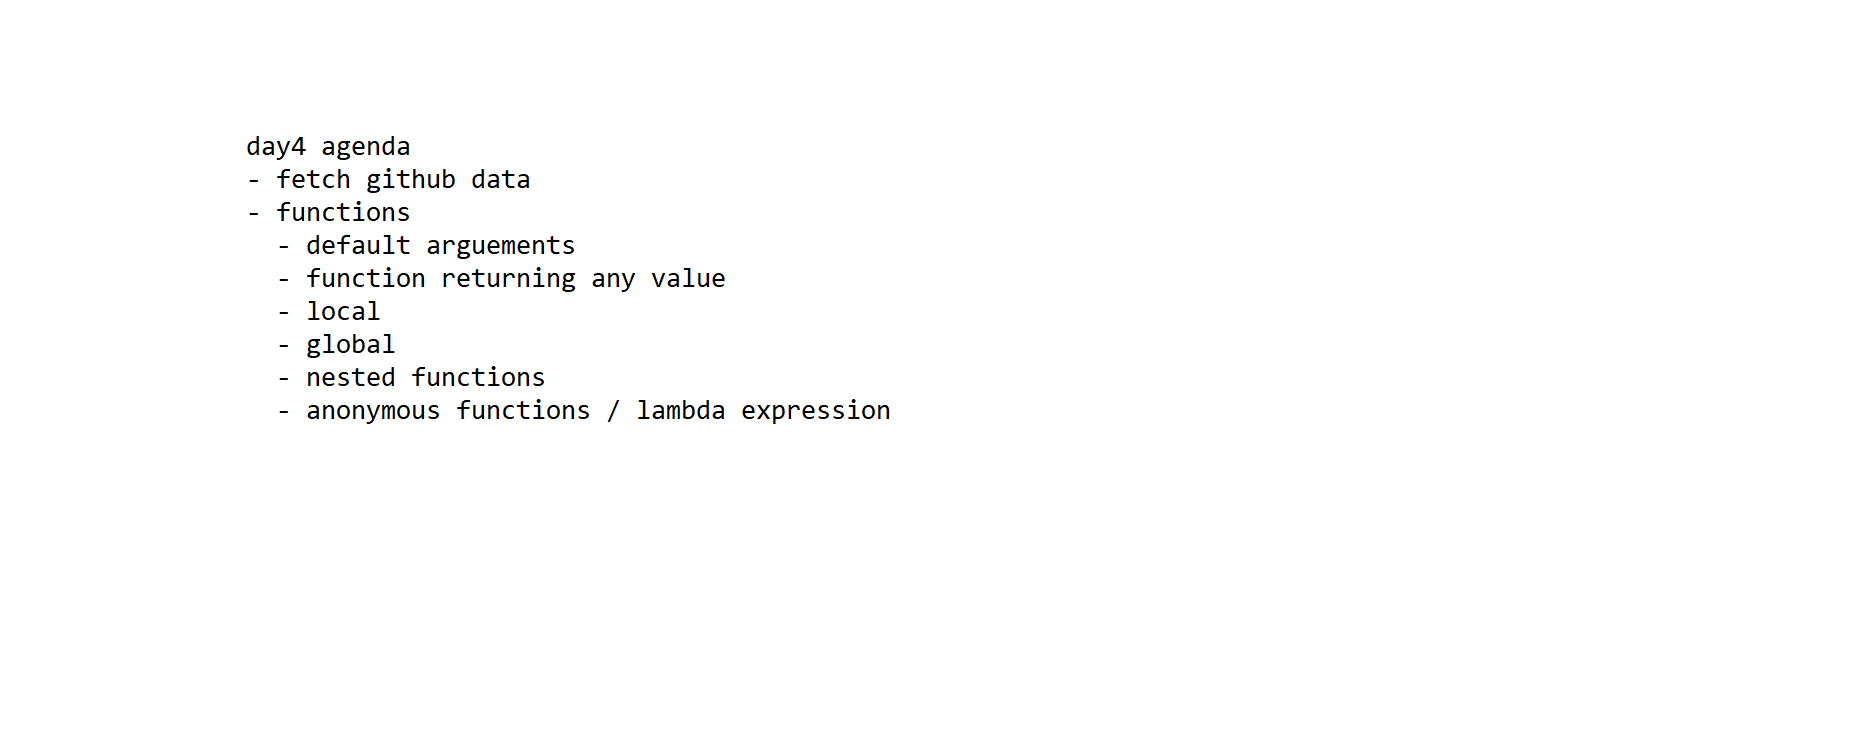 day4 agenda
- fetch github data
- functions
  - default arguements
  - function returning any value
  - local
  - global
  - nested functions
  - anonymous functions / lambda expression